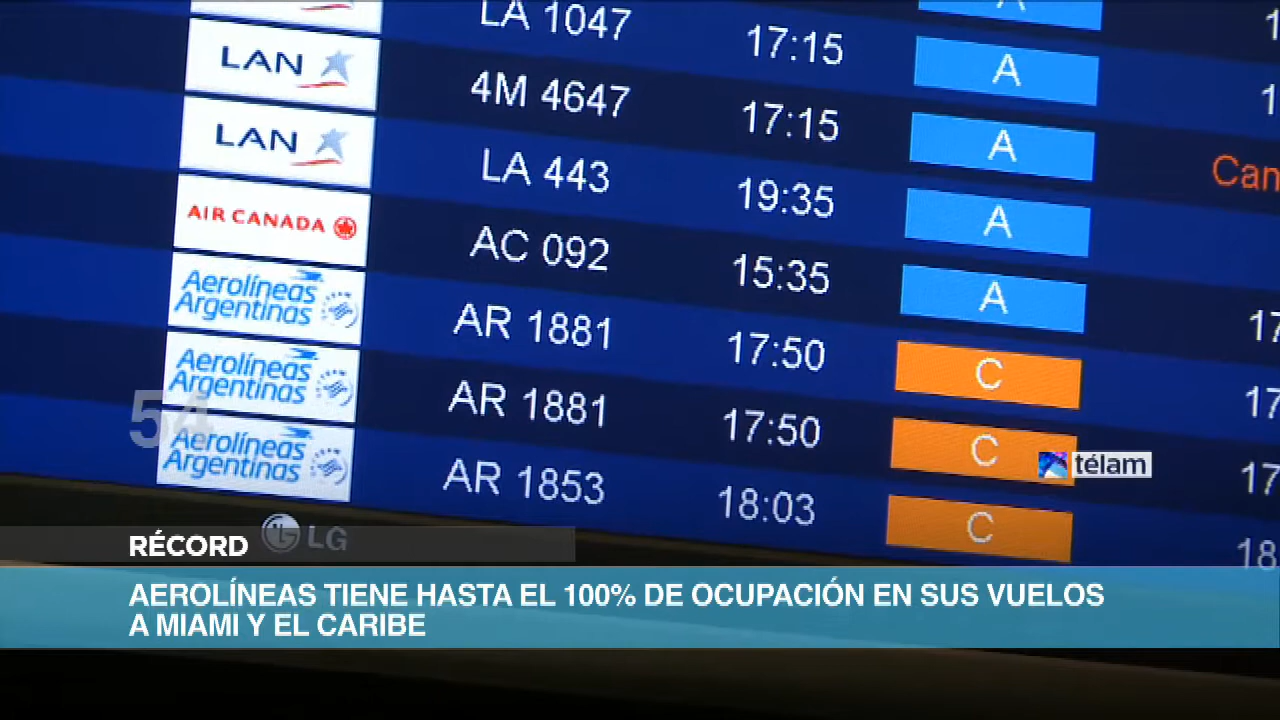 LA 1047 17:15 A
LAN 4M 4647 17:15 A
LAN LA 443 19:35 A
AIR CANADA AC 092 15:35 A
Aerolíneas Argentinas AR 1881 17:50 C
Aerolíneas Argentinas AR 1881 17:50 C
Aerolíneas Argentinas AR 1853 18:03 C
54
télam
LG
RÉCORD
AEROLÍNEAS TIENE HASTA EL 100% DE OCUPACIÓN EN SUS VUELOS
A MIAMI Y EL CARIBE